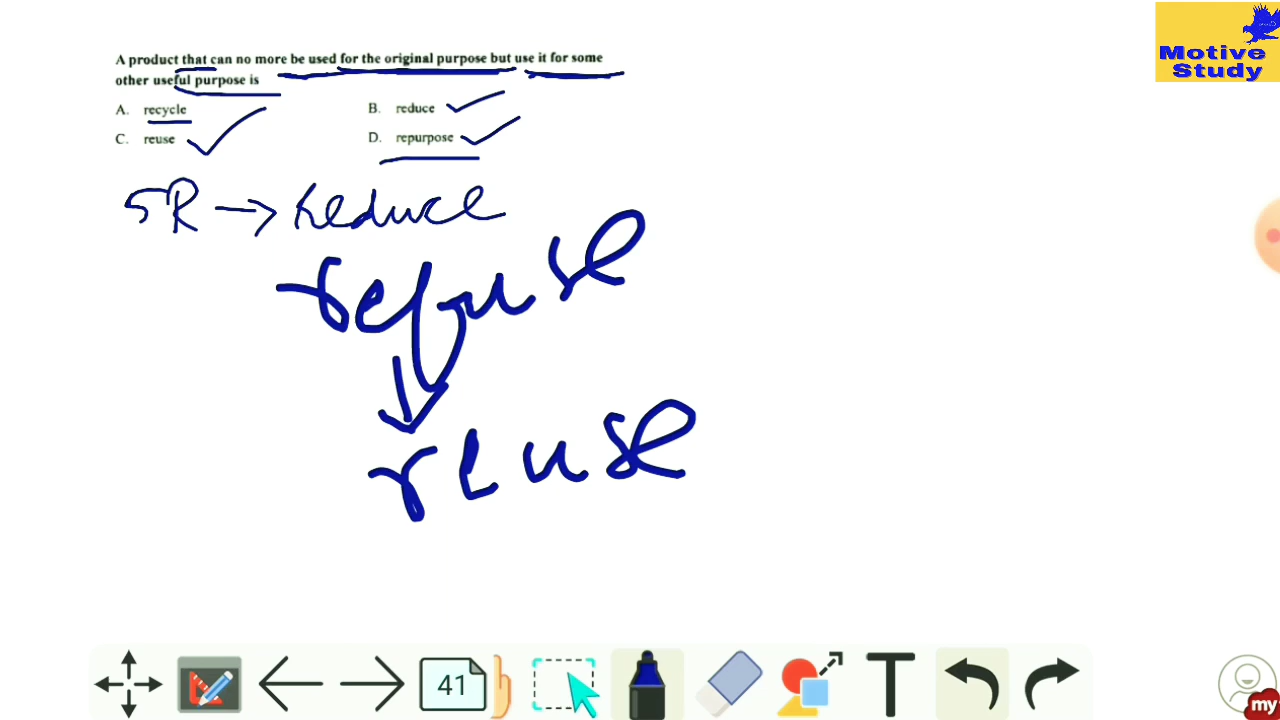 Motive
Study
A product that can no more be used for the original purpose but use it for some
other useful purpose is
A. recycle B. reduce
C. reuse D. repurpose
5R → reduce
refuse
reuse
41
T
my